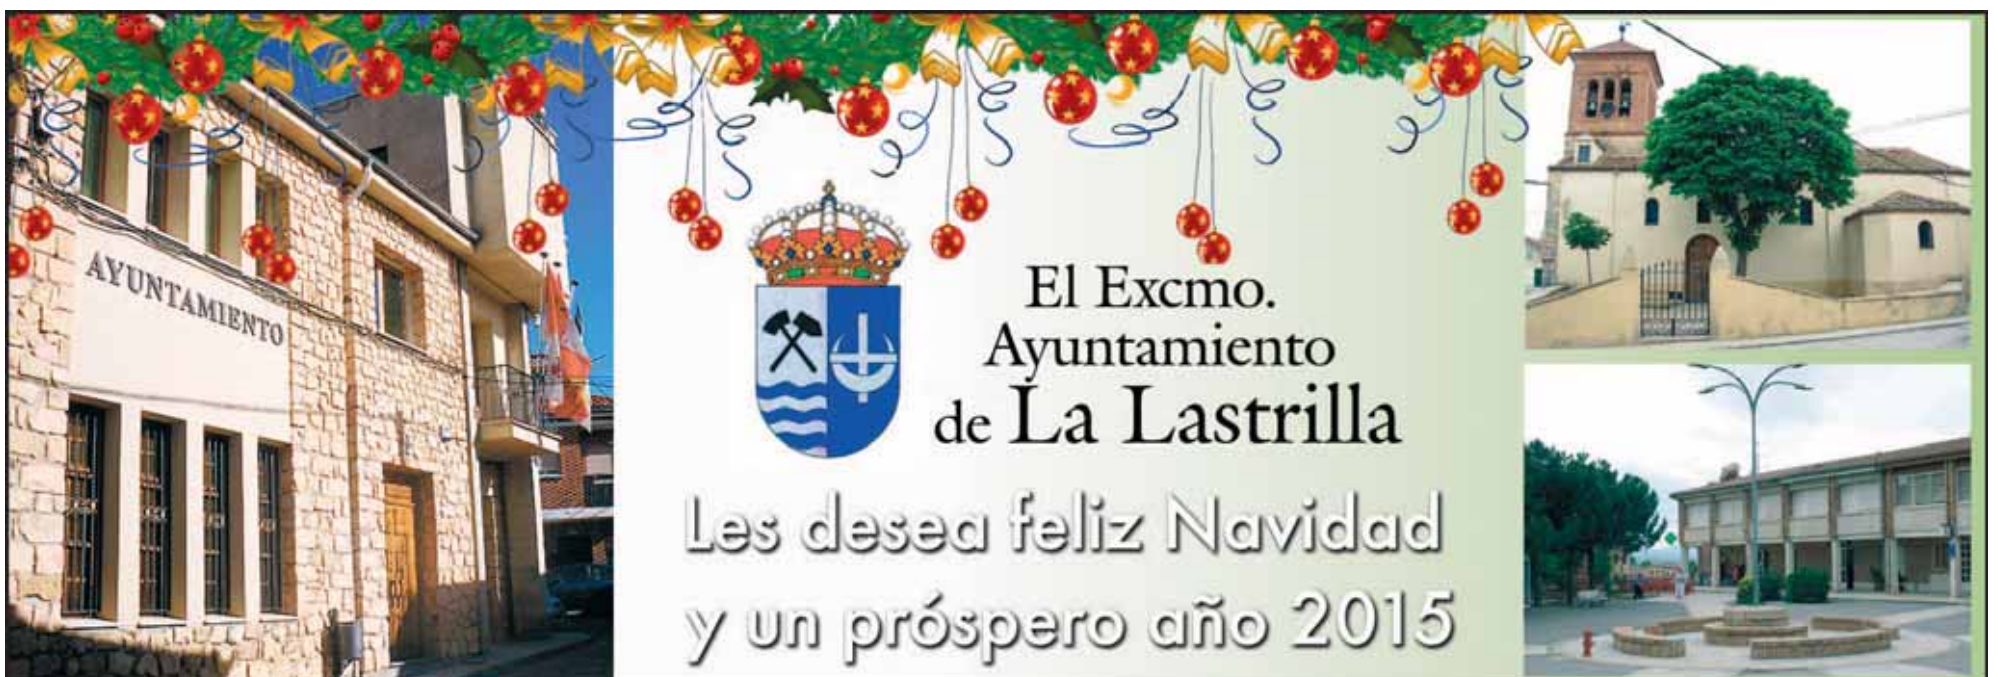 AYUNTAMIENTO
El Excmo.
Ayuntamiento
de La Lastrilla
Les desea feliz Navidad
y un próspero año 2015